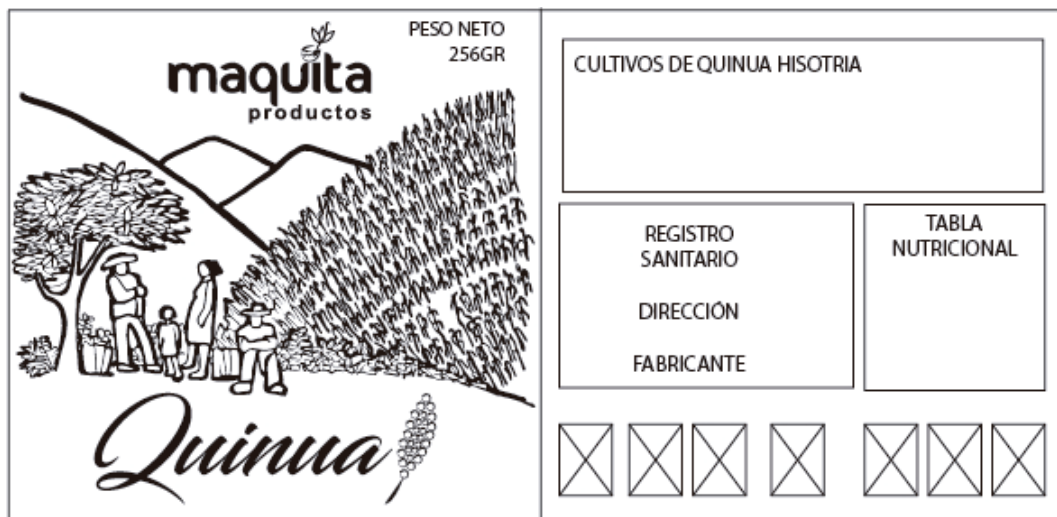 PESO NETO
256GR
maquita
productos
Quinua
CULTIVOS DE QUINUA HISOTRIA
REGISTRO
SANITARIO
DIRECCIÓN
FABRICANTE
TABLA
NUTRICIONAL